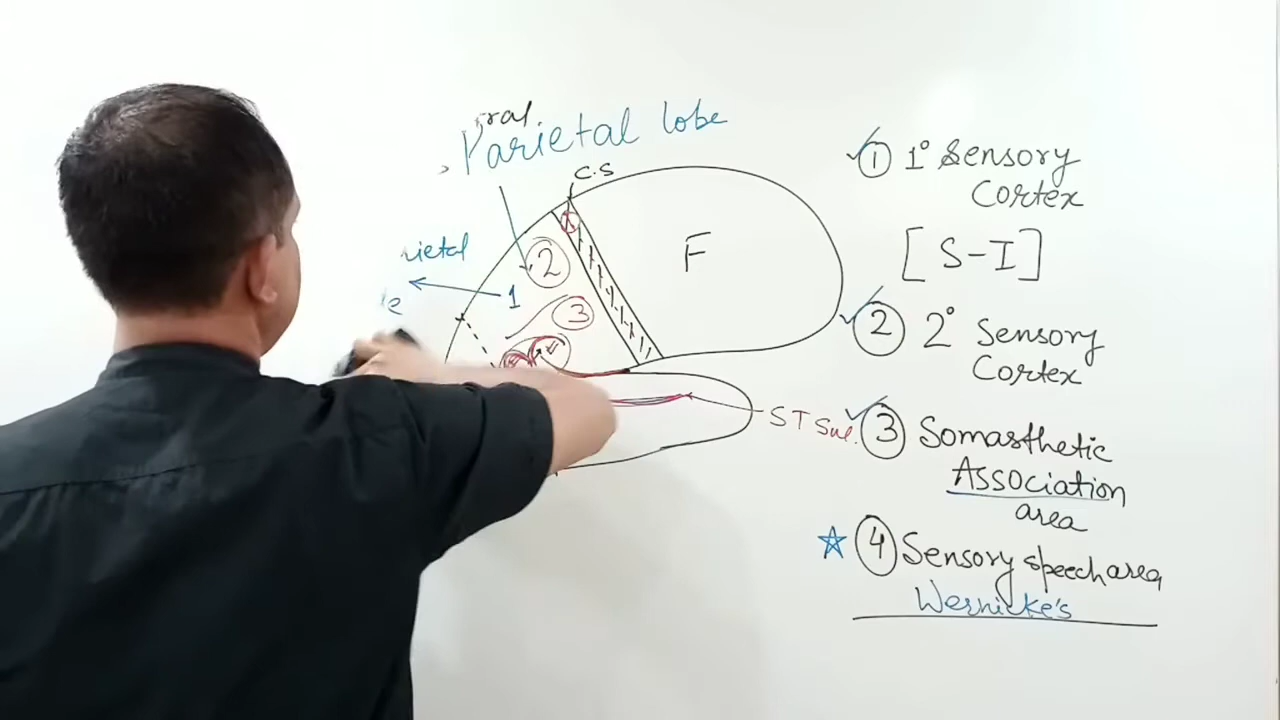 Parietal lobe
C.S
F
2
1
3
ST Sul.
1 1° Sensory
Cortex
[S-I]
2 2° Sensory
Cortex
3 Somasthetic
Association
area
4 Sensory speech area
Wernicke's